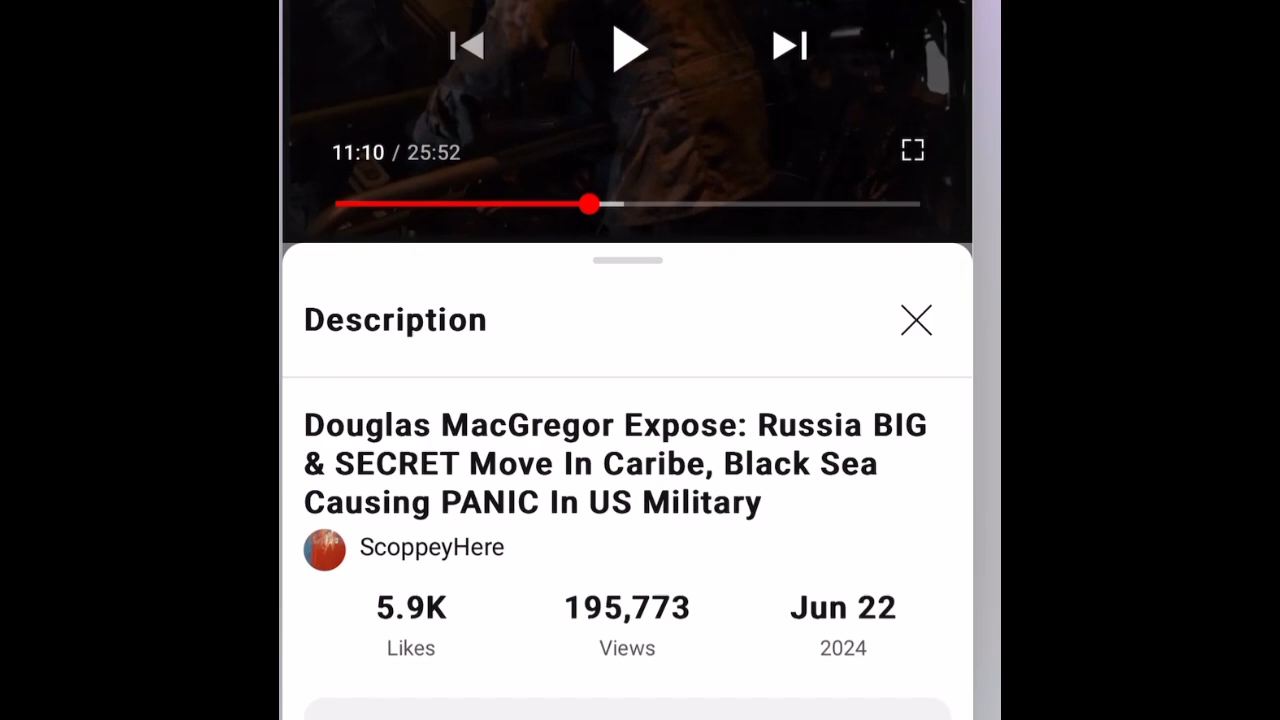 11:10 / 25:52
Description
Douglas MacGregor Expose: Russia BIG
& SECRET Move In Caribe, Black Sea
Causing PANIC In US Military
ScoppeyHere
5.9K 195,773 Jun 22
Likes Views 2024